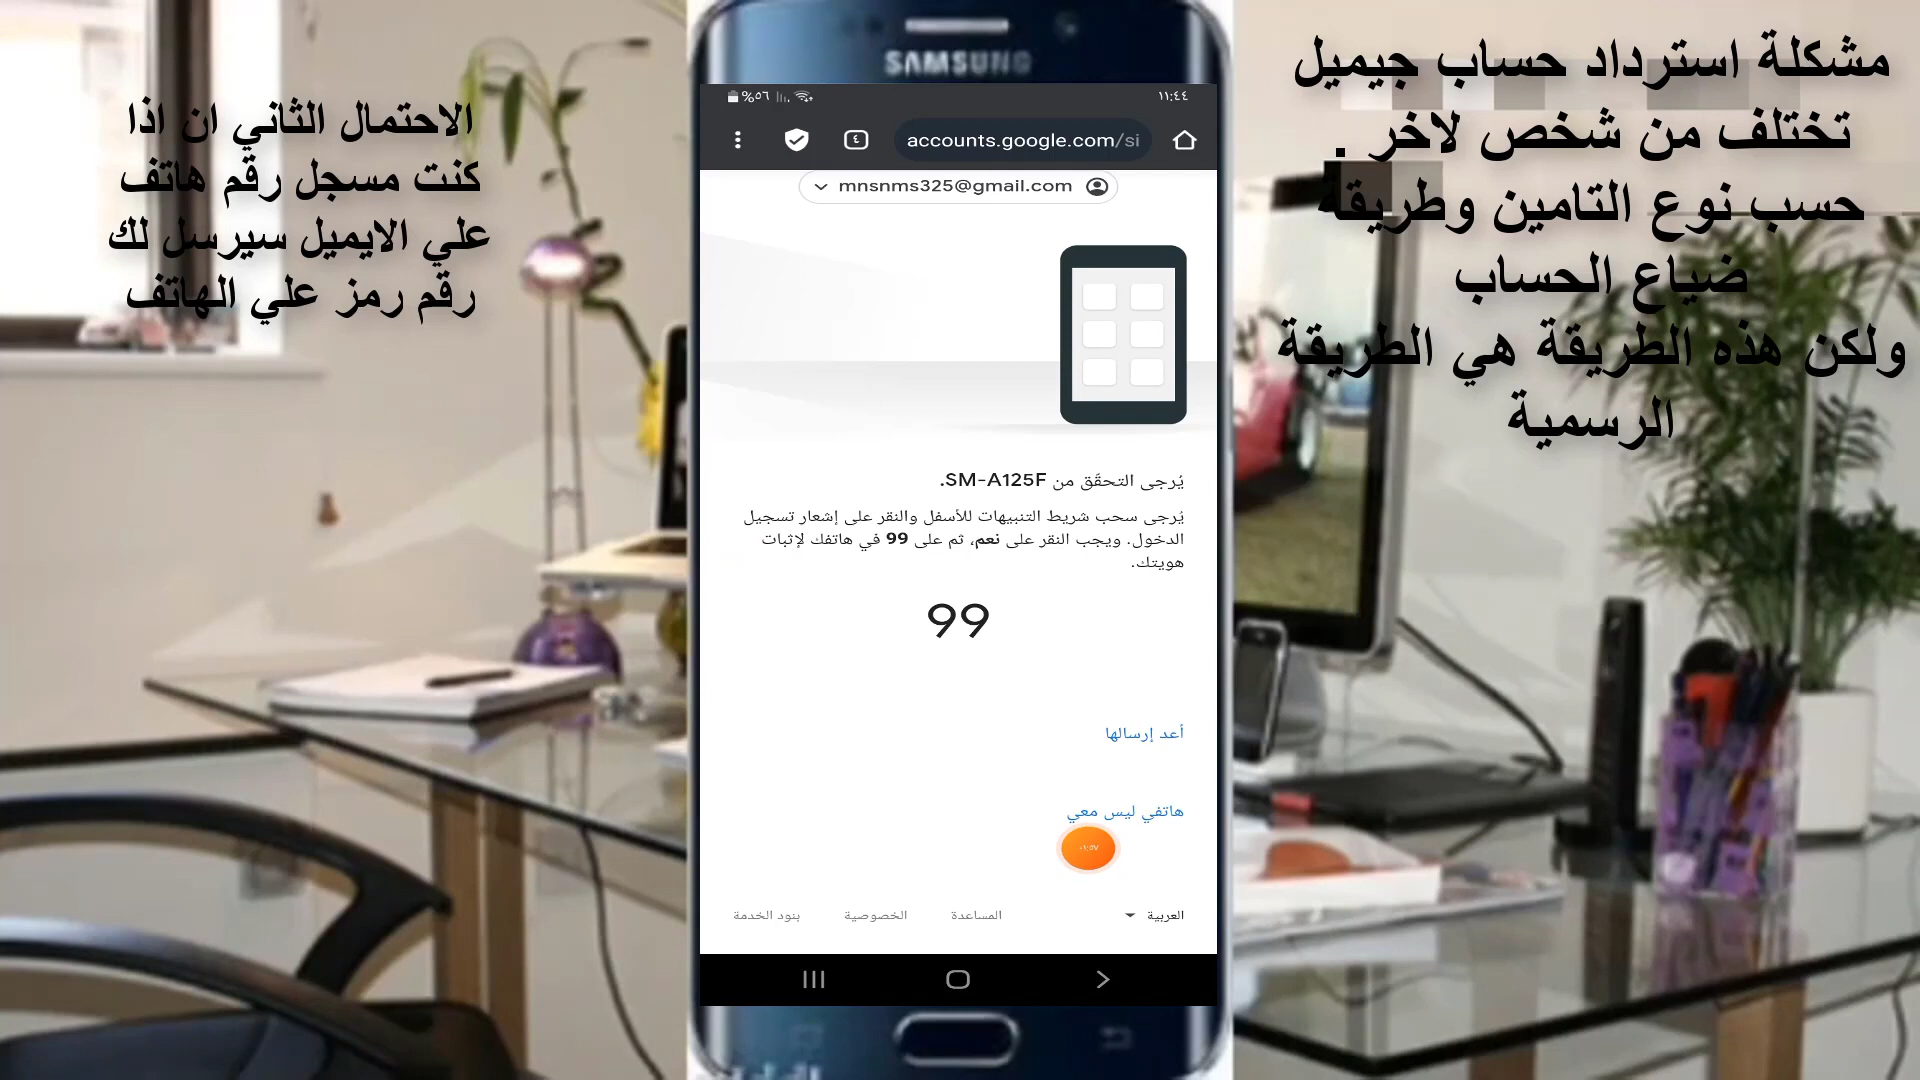 مشكلة استرداد حساب جيميل
تختلف من شخص لاخر .
حسب نوع التامين وطريقة
ضياع الحساب
ولكن هذه الطريقة هي الطريقة
الرسمية
الاحتمال الثاني ان اذا
كنت مسجل رقم هاتف
علي الايميل سيرسل لك
رقم رمز علي الهاتف
SAMSUNG
١١:٤٤
%٥٦
accounts.google.com/si
٤
mnsnms325@gmail.com
يُرجى التحقّق من SM-A125F.
يُرجى سحب شريط التنبيهات للأسفل والنقر على إشعار تسجيل
الدخول. ويجب النقر على نعم، ثم على 99 في هاتفك لإثبات
هويتك.
99
أعد إرسالها
هاتفي ليس معي
٠١:٥٧
العربية
المساعدة
الخصوصية
بنود الخدمة